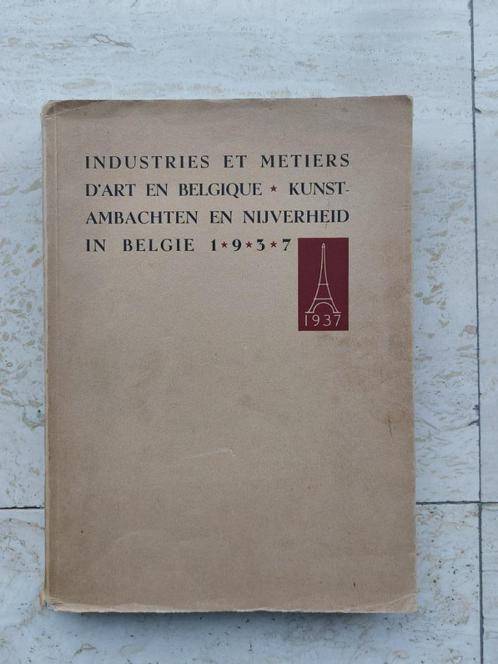 INDUSTRIES ET METIERS
D'ART EN BELGIQUE ★ KUNST-
AMBACHTEN EN NIJVERHEID
IN BELGIE 1★9★3★7
1937